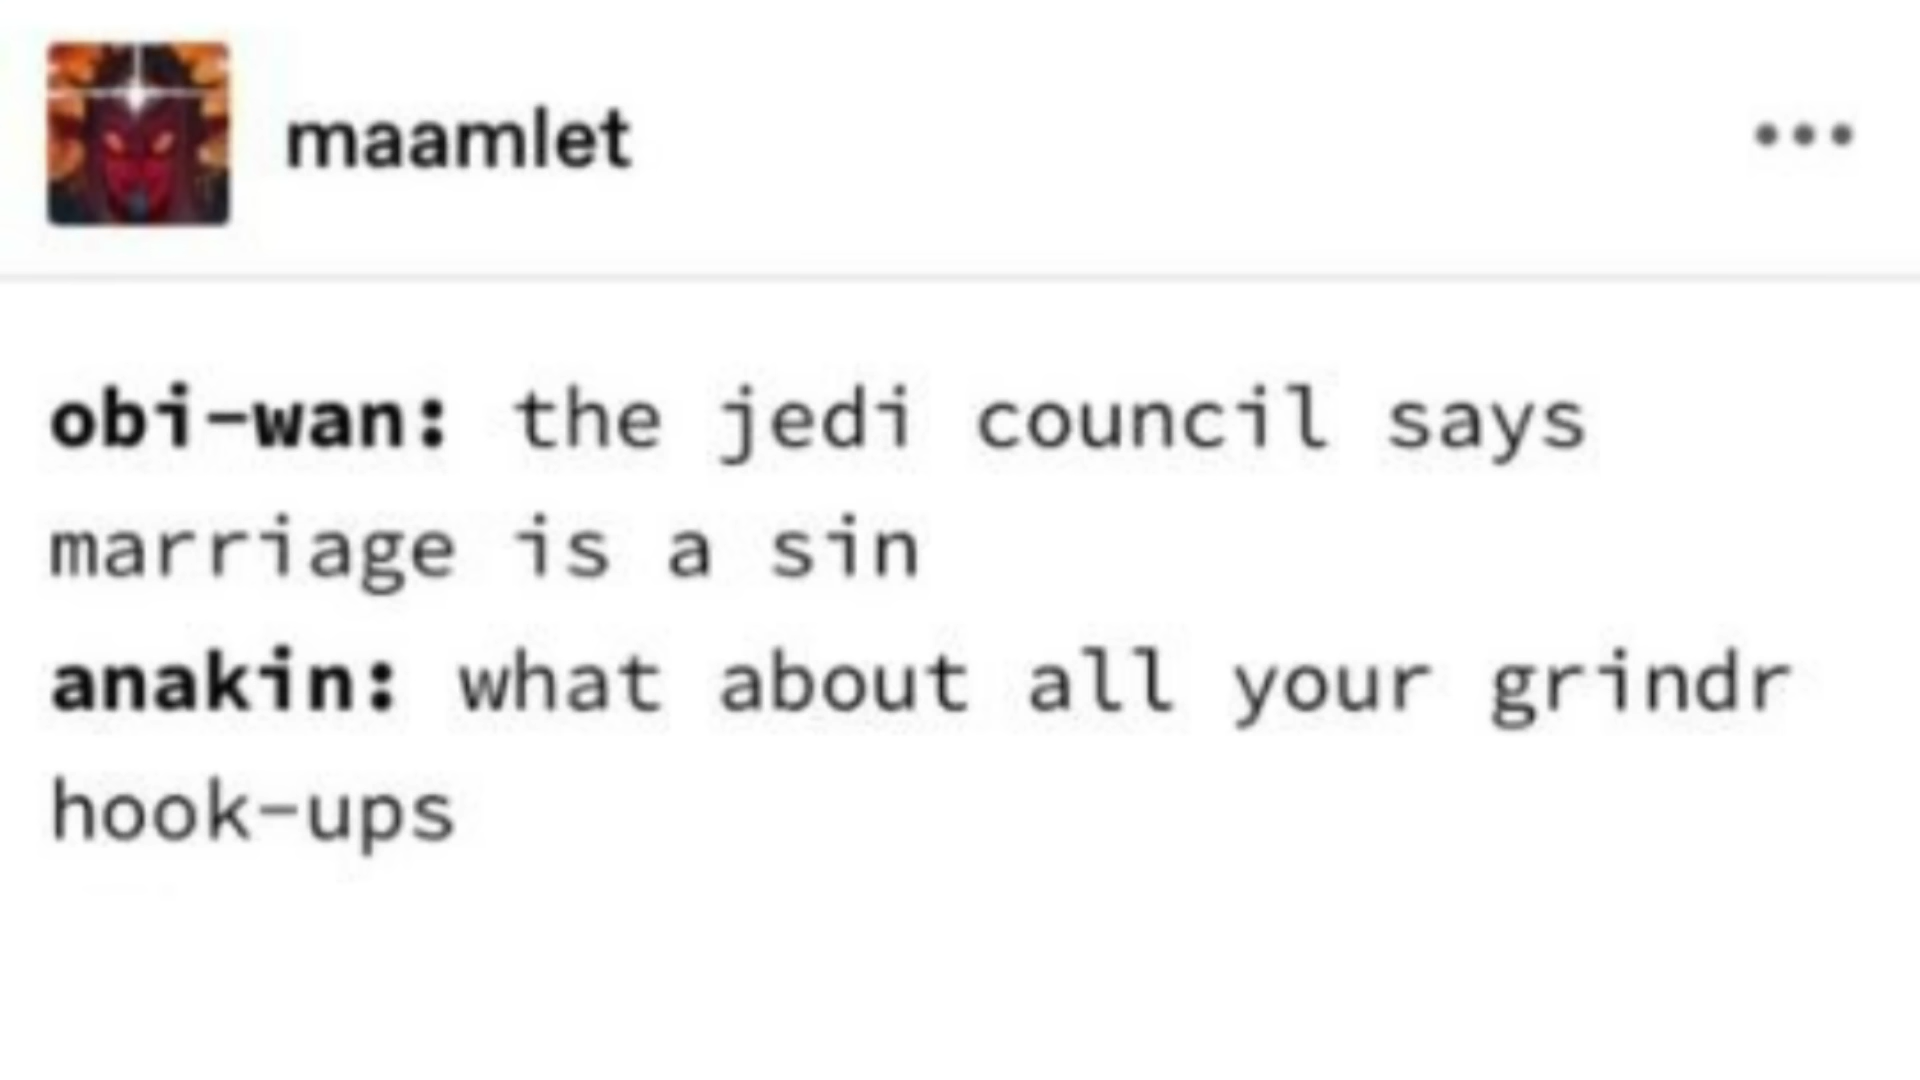 maamlet
obi-wan: the jedi council says
marriage is a sin
anakin: what about all your grindr
hook-ups